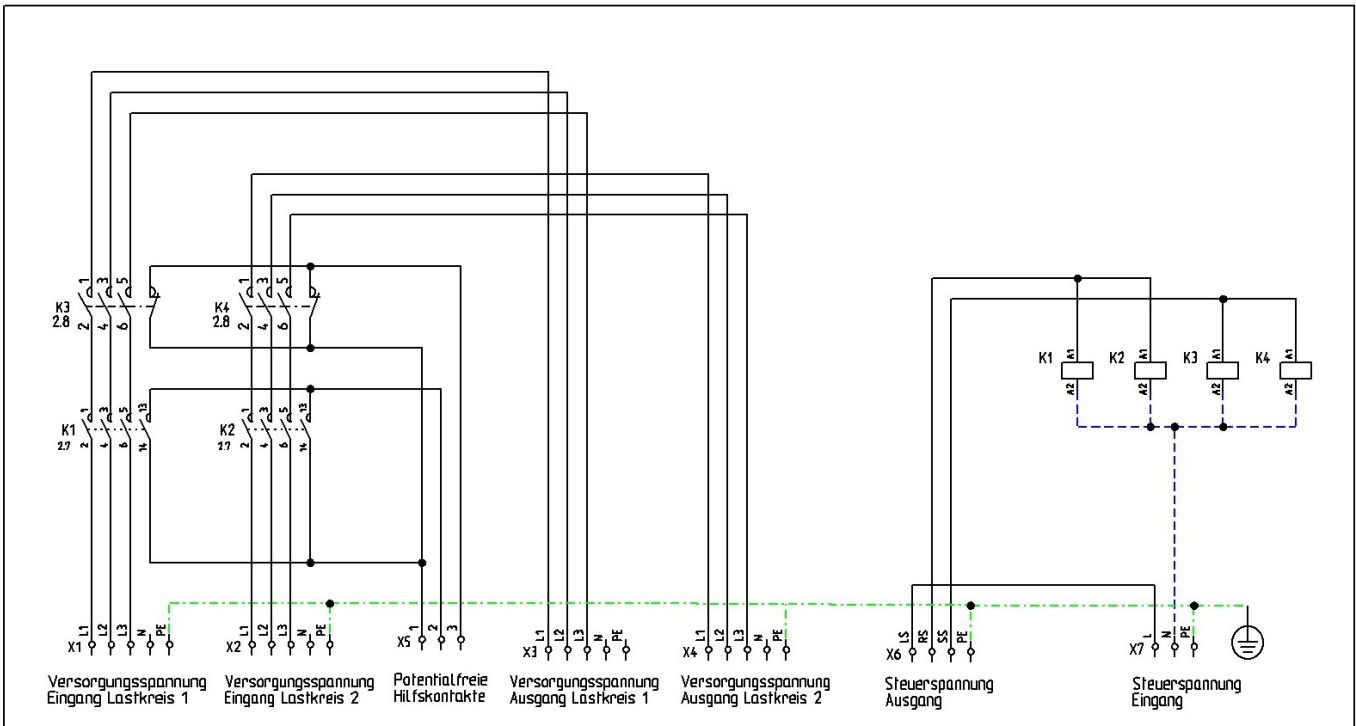 1 3 5
K3
2.8
2 4 6
1 3 5
K4
2.8
2 4 6
1 3 5 13
K1
2.7
2 4 6 14
1 3 5 13
K2
2.7
2 4 6 14
K1 A1
A2
K2 A1
A2
K3 A1
A2
K4 A1
A2
X1 L1 L2 L3 N PE
X2 L1 L2 L3 N PE
X5 1 2 3
X3 L1 L2 L3 N PE
X4 L1 L2 L3 N PE
X6 LS RS SS PE
X7 L N PE
Versorgungsspannung
Eingang Lastkreis 1
Versorgungsspannung
Eingang Lastkreis 2
Potentialfreie
Hilfskontakte
Versorgungsspannung
Ausgang Lastkreis 1
Versorgungsspannung
Ausgang Lastkreis 2
Steuerspannung
Ausgang
Steuerspannung
Eingang